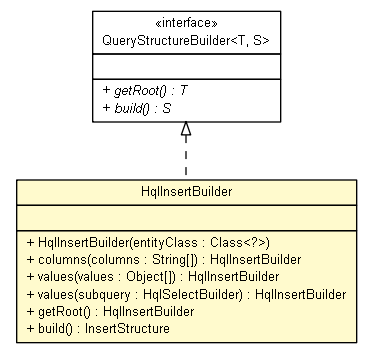 «interface»
QueryStructureBuilder<T, S>
+ getRoot() : T
+ build() : S
HqlInsertBuilder
+ HqlInsertBuilder(entityClass : Class<?>)
+ columns(columns : String[]) : HqlInsertBuilder
+ values(values : Object[]) : HqlInsertBuilder
+ values(subquery : HqlSelectBuilder) : HqlInsertBuilder
+ getRoot() : HqlInsertBuilder
+ build() : InsertStructure